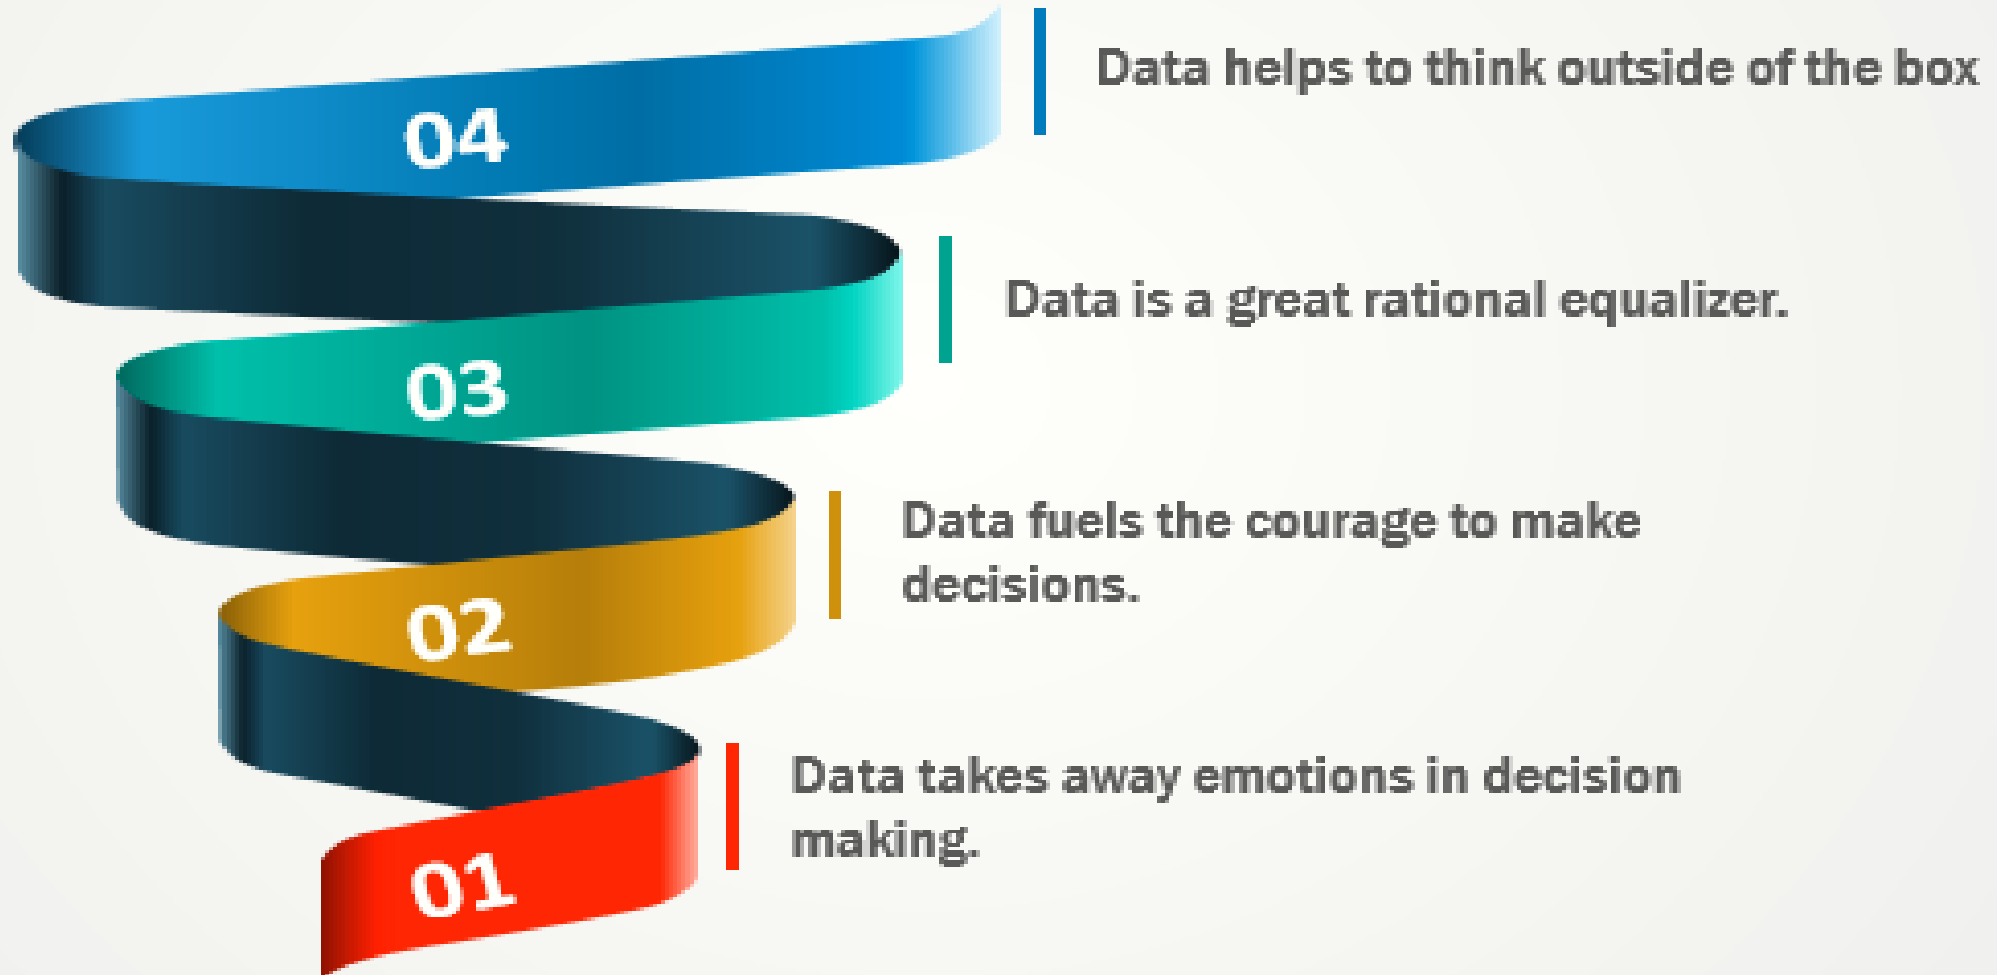 04
Data helps to think outside of the box
03
Data is a great rational equalizer.
02
Data fuels the courage to make
decisions.
01
Data takes away emotions in decision
making.